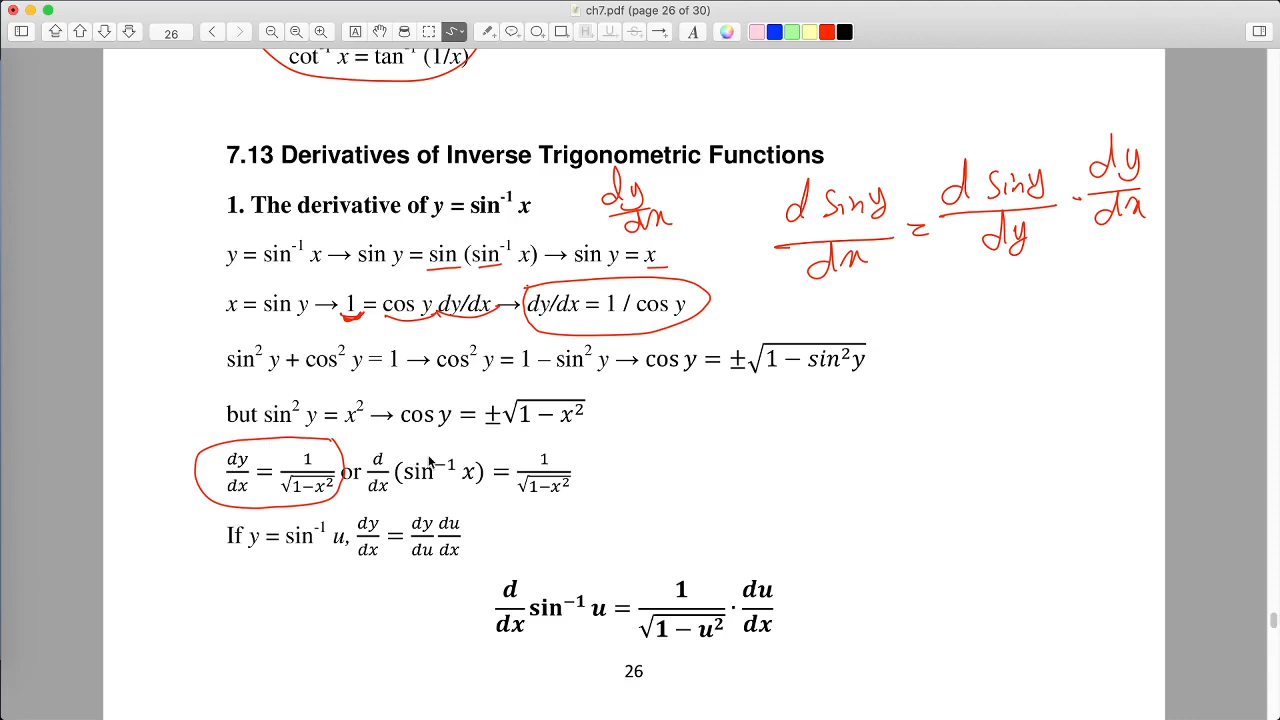 ch7.pdf (page 26 of 30)
26
cot⁻¹ x = tan⁻¹ (1/x)
7.13 Derivatives of Inverse Trigonometric Functions
1. The derivative of y = sin⁻¹ x
dy/dx
d siny/dx = d siny/dy · dy/dx
y = sin⁻¹ x → sin y = sin (sin⁻¹ x) → sin y = x
x = sin y → 1 = cos y dy/dx → dy/dx = 1 / cos y
sin² y + cos² y = 1 → cos² y = 1 – sin² y → cos y = ±√(1 − sin²y)
but sin² y = x² → cos y = ±√(1 − x²)
dy/dx = 1/√(1−x²) or d/dx (sin⁻¹ x) = 1/√(1−x²)
If y = sin⁻¹ u, dy/dx = dy/du du/dx
d/dx sin⁻¹ u = 1/√(1 − u²) · du/dx
26